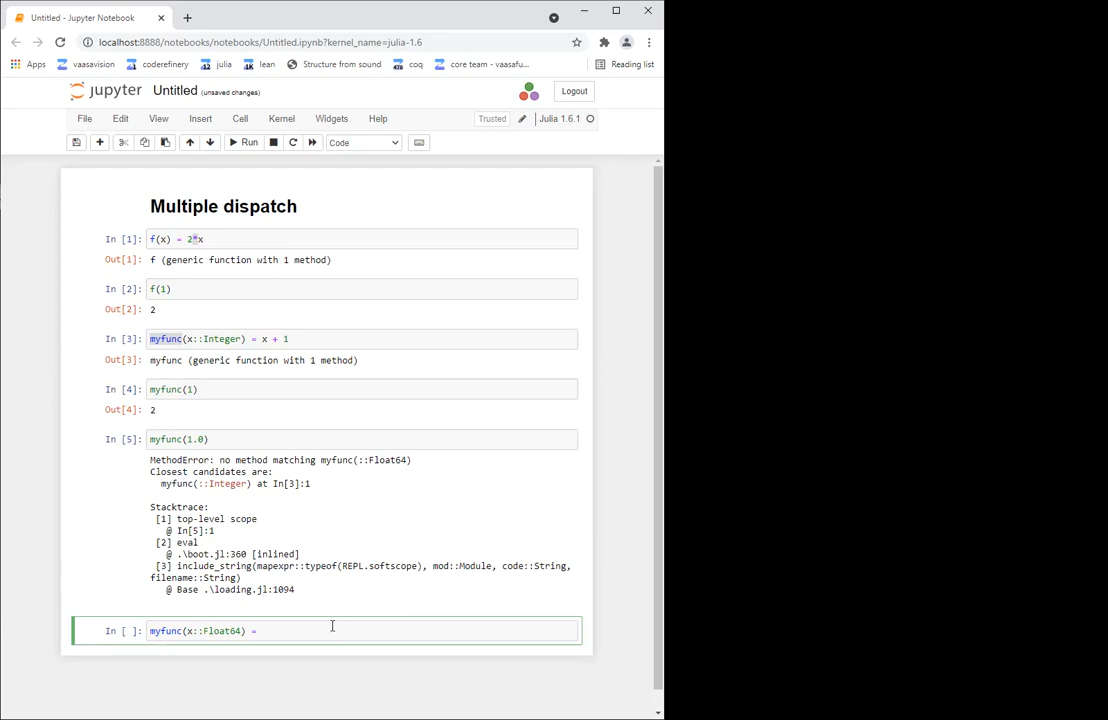 Untitled - Jupyter Notebook
localhost:8888/notebooks/notebooks/Untitled.ipynb?kernel_name=julia-1.6
Apps vaasavision coderefinery julia lean Structure from sound coq core team - vaasafu... Reading list
jupyter Untitled (unsaved changes) Logout
File Edit View Insert Cell Kernel Widgets Help Trusted Julia 1.6.1
Run Code
Multiple dispatch
In [1]: f(x) = 2*x
Out[1]: f (generic function with 1 method)
In [2]: f(1)
Out[2]: 2
In [3]: myfunc(x::Integer) = x + 1
Out[3]: myfunc (generic function with 1 method)
In [4]: myfunc(1)
Out[4]: 2
In [5]: myfunc(1.0)
MethodError: no method matching myfunc(::Float64)
Closest candidates are:
myfunc(::Integer) at In[3]:1
Stacktrace:
[1] top-level scope
@ In[5]:1
[2] eval
@ .\boot.jl:360 [inlined]
[3] include_string(mapexpr::typeof(REPL.softscope), mod::Module, code::String,
filename::String)
@ Base .\loading.jl:1094
In [ ]: myfunc(x::Float64) =